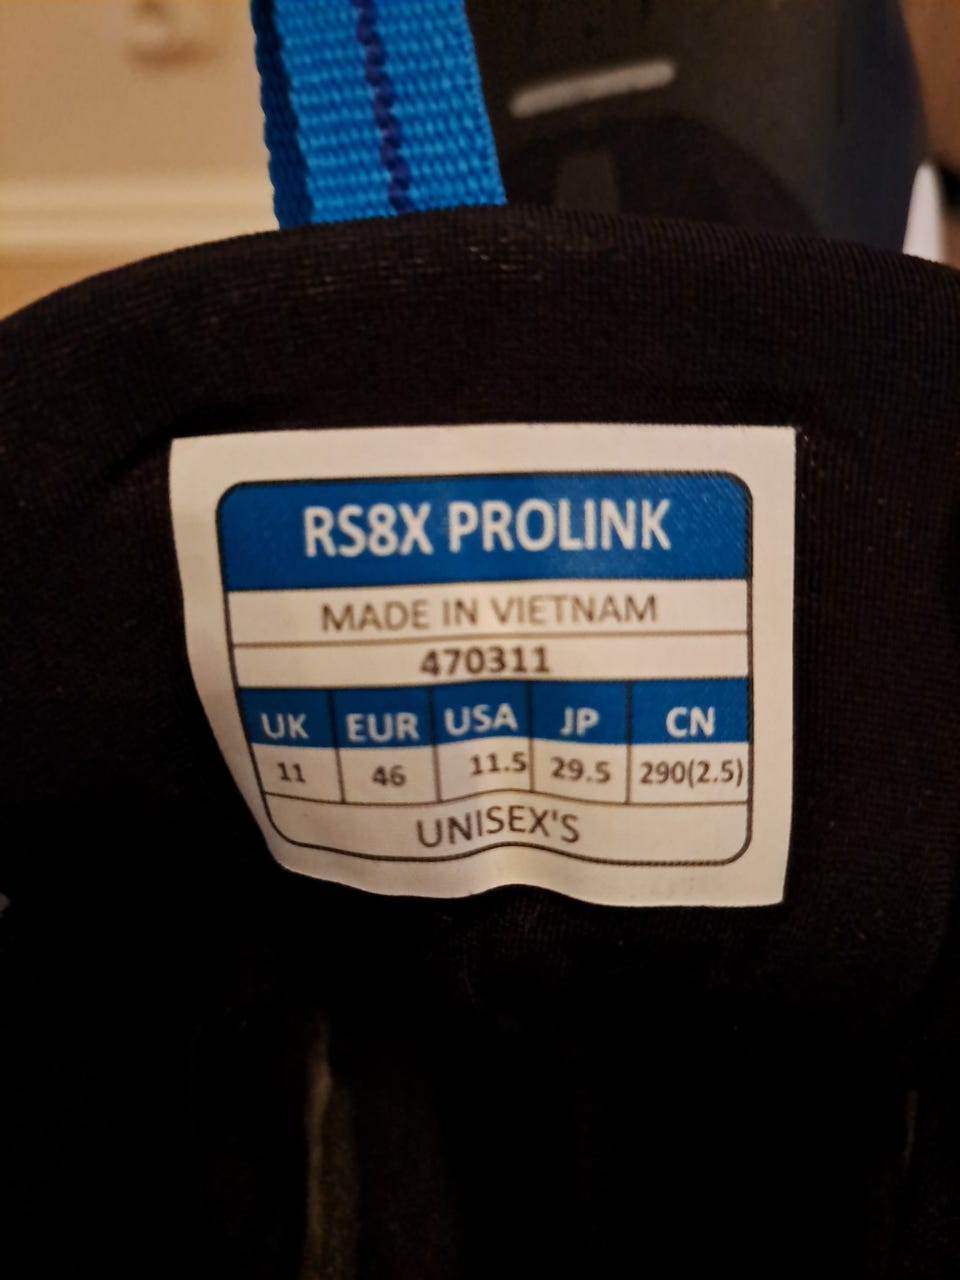 RS8X PROLINK
MADE IN VIETNAM
470311
UK EUR USA JP CN
11 46 11.5 29.5 290(2.5)
UNISEX'S